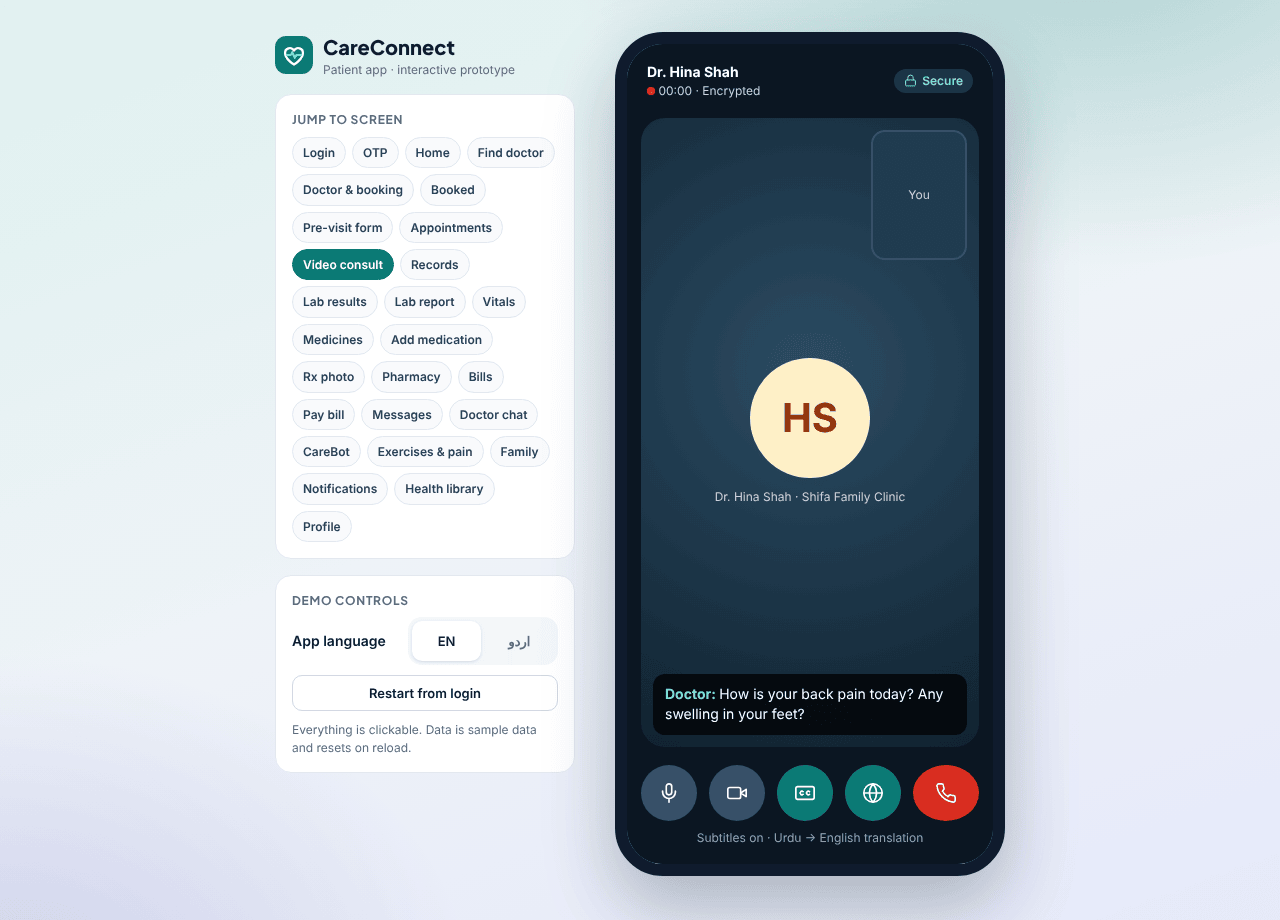 CareConnect
Patient app · interactive prototype
JUMP TO SCREEN
Login
OTP
Home
Find doctor
Doctor & booking
Booked
Pre-visit form
Appointments
Video consult
Records
Lab results
Lab report
Vitals
Medicines
Add medication
Rx photo
Pharmacy
Bills
Pay bill
Messages
Doctor chat
CareBot
Exercises & pain
Family
Notifications
Health library
Profile
DEMO CONTROLS
App language
EN
اردو
Restart from login
Everything is clickable. Data is sample data
and resets on reload.
Dr. Hina Shah
00:00 · Encrypted
Secure
You
HS
Dr. Hina Shah · Shifa Family Clinic
Doctor: How is your back pain today? Any
swelling in your feet?
CC
Subtitles on · Urdu → English translation